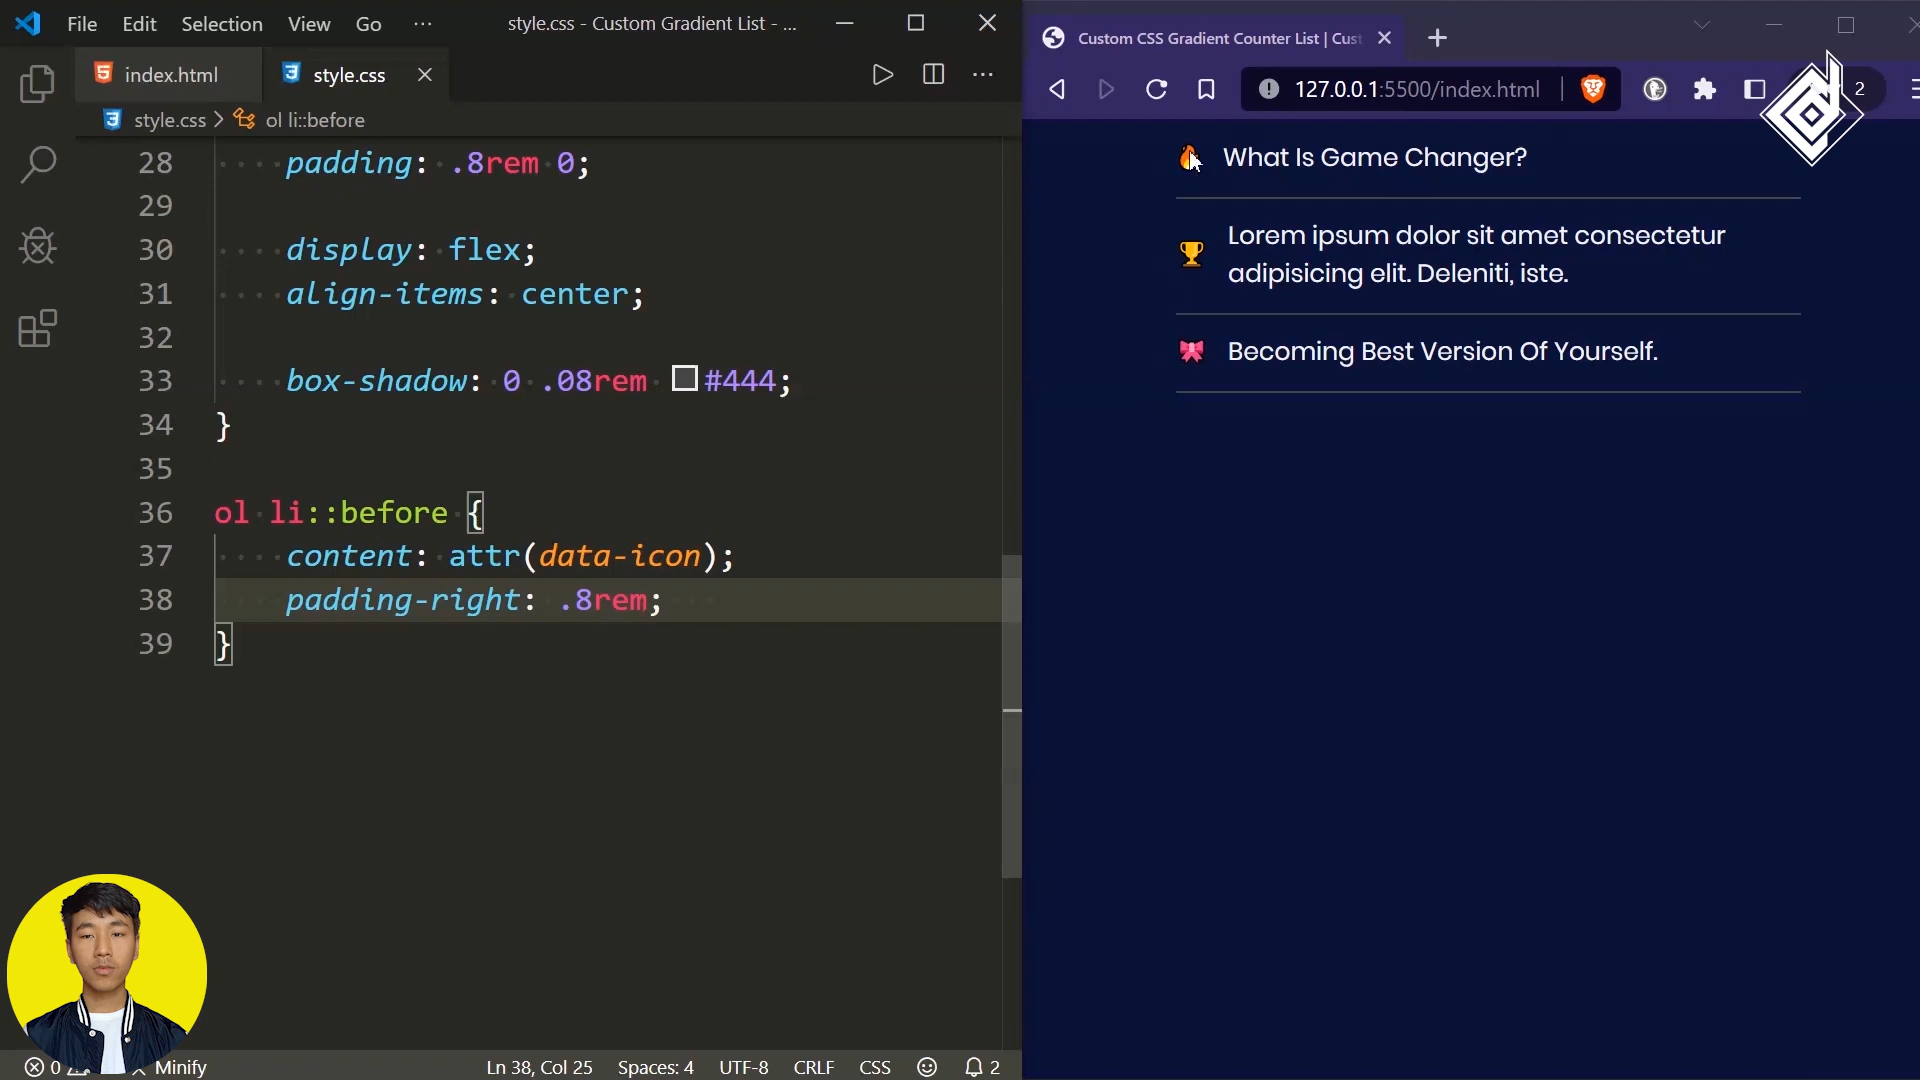 File Edit Selection View Go ···
style.css - Custom Gradient List - ...
index.html
style.css
style.css > ol li::before
28 padding: .8rem 0;
29
30 display: flex;
31 align-items: center;
32
33 box-shadow: 0 .08rem #444;
34 }
35
36 ol li::before {
37 content: attr(data-icon);
38 padding-right: .8rem;
39 }
0
Minify
Ln 38, Col 25
Spaces: 4
UTF-8
CRLF
CSS
2
Custom CSS Gradient Counter List | Cust
127.0.0.1:5500/index.html
2
What Is Game Changer?
Lorem ipsum dolor sit amet consectetur
adipisicing elit. Deleniti, iste.
Becoming Best Version Of Yourself.